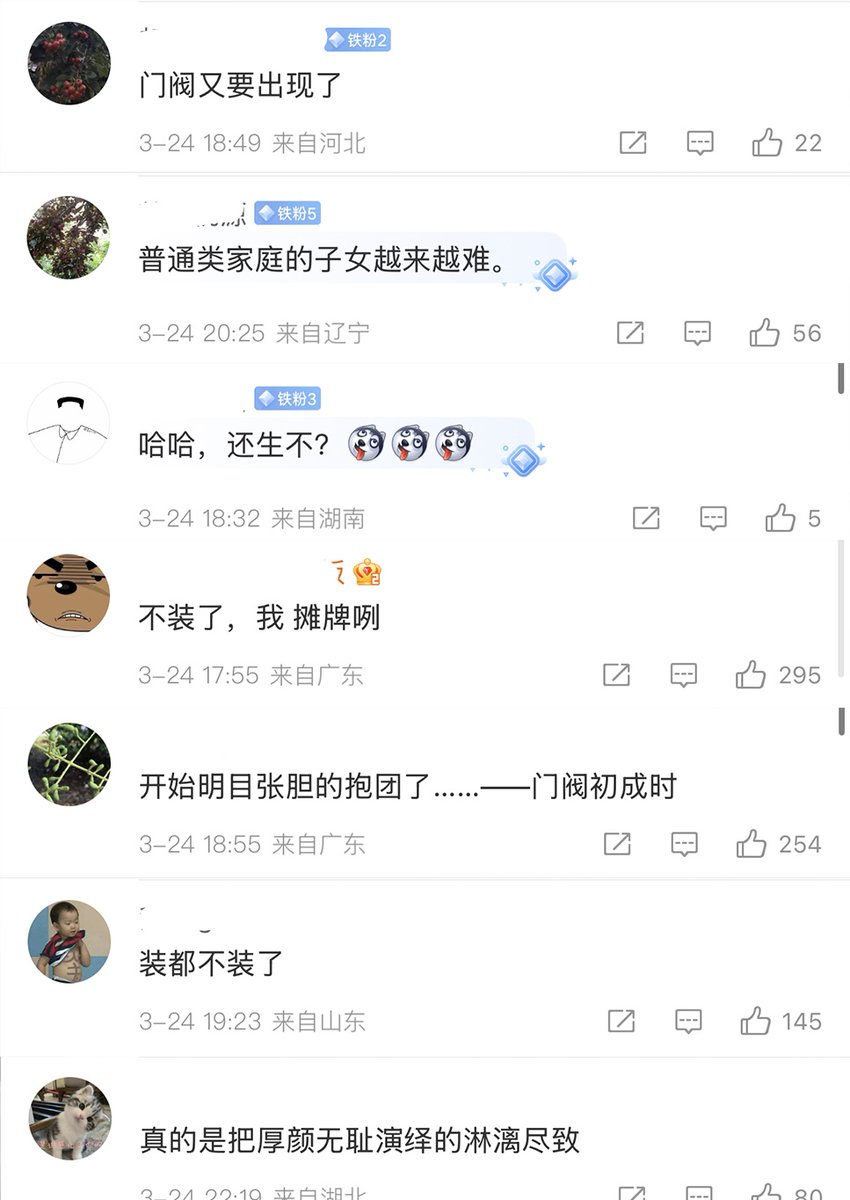 铁粉2
门阀又要出现了
3-24 18:49 来自河北 22
铁粉5
普通类家庭的子女越来越难。
3-24 20:25 来自辽宁 56
铁粉3
哈哈，还生不？
3-24 18:32 来自湖南 5
不装了，我 摊牌咧
3-24 17:55 来自广东 295
开始明目张胆的抱团了……——门阀初成时
3-24 18:55 来自广东 254
装都不装了
3-24 19:23 来自山东 145
真的是把厚颜无耻演绎的淋漓尽致
3-24 22:19 来自湖北 80